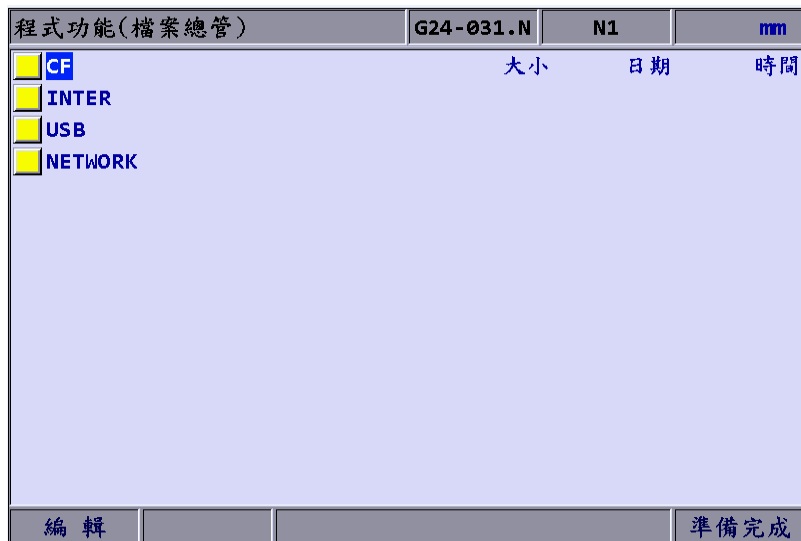 程式功能(檔案總管) G24-031.N N1 mm
CF 大小 日期 時間
INTER
USB
NETWORK
編輯 準備完成